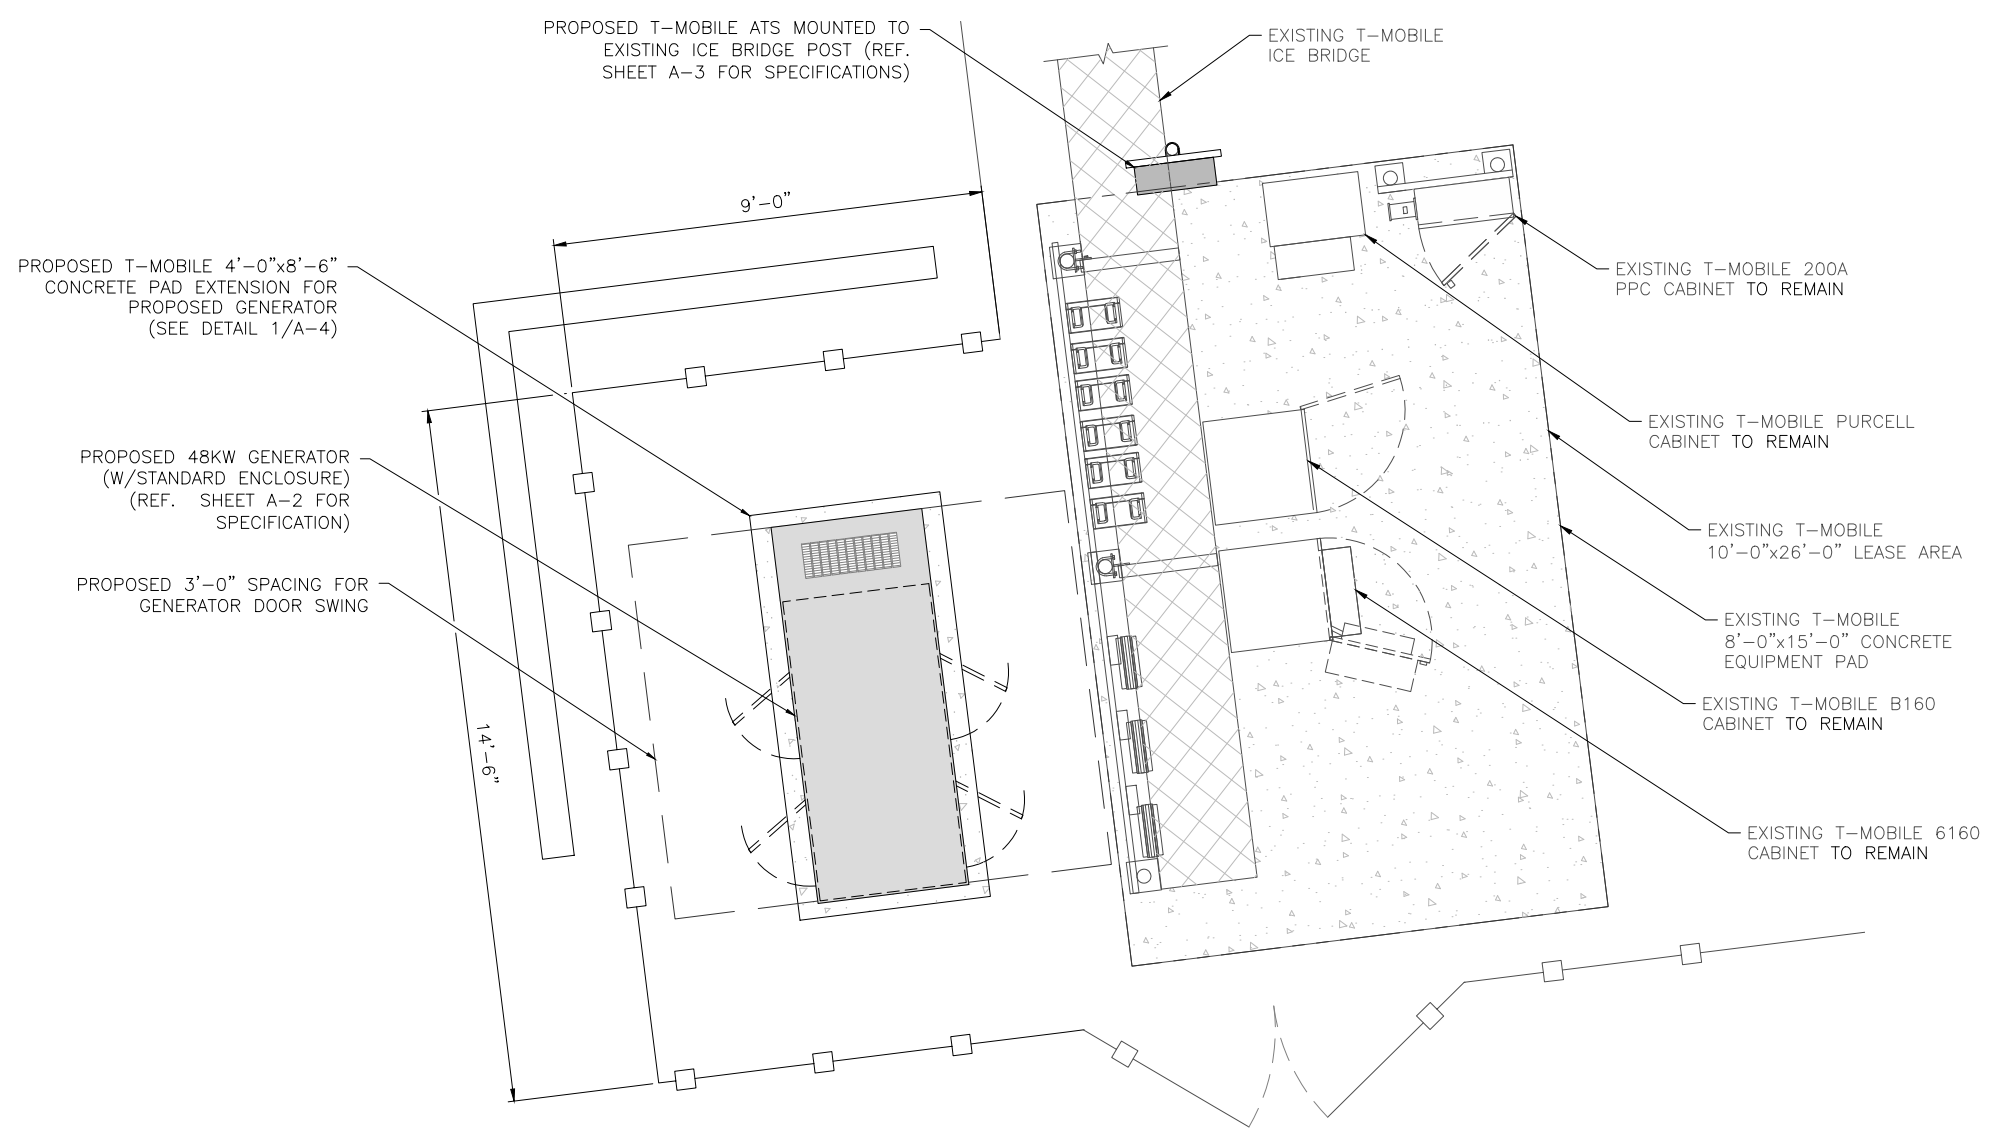 PROPOSED T-MOBILE ATS MOUNTED TO
EXISTING ICE BRIDGE POST (REF.
SHEET A-3 FOR SPECIFICATIONS)
EXISTING T-MOBILE
ICE BRIDGE
9'-0"
PROPOSED T-MOBILE 4'-0"x8'-6"
CONCRETE PAD EXTENSION FOR
PROPOSED GENERATOR
(SEE DETAIL 1/A-4)
EXISTING T-MOBILE 200A
PPC CABINET TO REMAIN
EXISTING T-MOBILE PURCELL
CABINET TO REMAIN
PROPOSED 48KW GENERATOR
(W/STANDARD ENCLOSURE)
(REF. SHEET A-2 FOR
SPECIFICATION)
EXISTING T-MOBILE
10'-0"x26'-0" LEASE AREA
PROPOSED 3'-0" SPACING FOR
GENERATOR DOOR SWING
EXISTING T-MOBILE
8'-0"x15'-0" CONCRETE
EQUIPMENT PAD
EXISTING T-MOBILE B160
CABINET TO REMAIN
14'-6"
EXISTING T-MOBILE 6160
CABINET TO REMAIN